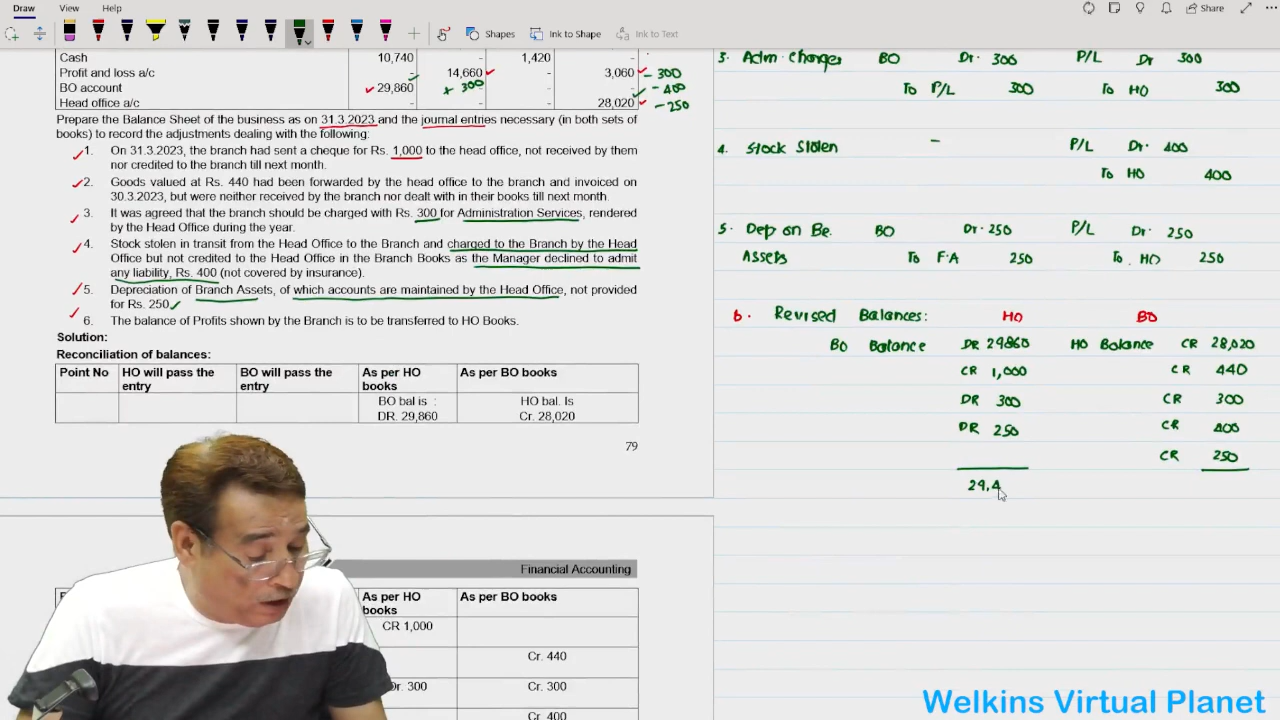 Draw View Help
Share
Shapes
Ink to Shape
Ink to Text
Cash 10,740 - 1,420 -
Profit and loss a/c - 14,660 - 3,060 - 300
BO account 29,860 + 300 - - - 400
Head office a/c - - - 28,020 - 250
Prepare the Balance Sheet of the business as on 31.3.2023 and the journal entries necessary (in both sets of
books) to record the adjustments dealing with the following:
1. On 31.3.2023, the branch had sent a cheque for Rs. 1,000 to the head office, not received by them
nor credited to the branch till next month.
2. Goods valued at Rs. 440 had been forwarded by the head office to the branch and invoiced on
30.3.2023, but were neither received by the branch nor dealt with in their books till next month.
3. It was agreed that the branch should be charged with Rs. 300 for Administration Services, rendered
by the Head Office during the year.
4. Stock stolen in transit from the Head Office to the Branch and charged to the Branch by the Head
Office but not credited to the Head Office in the Branch Books as the Manager declined to admit
any liability, Rs. 400 (not covered by insurance).
5. Depreciation of Branch Assets, of which accounts are maintained by the Head Office, not provided
for Rs. 250
6. The balance of Profits shown by the Branch is to be transferred to HO Books.
Solution:
Reconciliation of balances:
Point No HO will pass the BO will pass the As per HO As per BO books
entry entry books
BO bal is : HO bal. Is
DR. 29,860 Cr. 28,020
79
Financial Accounting
As per HO As per BO books
books
CR 1,000
Cr. 440
Dr. 300 Cr. 300
Cr. 400
3. Adm. Charges BO Dr. 300 P/L Dr 300
To P/L 300 To HO 300
4. Stock Stolen - P/L Dr. 400
To HO 400
5. Dep on Br. BO Dr. 250 P/L Dr. 250
Assets To F.A 250 To . HO 250
6. Revised Balances: HO BO
BO Balance DR 29860 HO Balance CR 28,020
CR 1,000 CR 440
DR 300 CR 300
DR 250 CR 400
CR 250
29,4
Welkins Virtual Planet